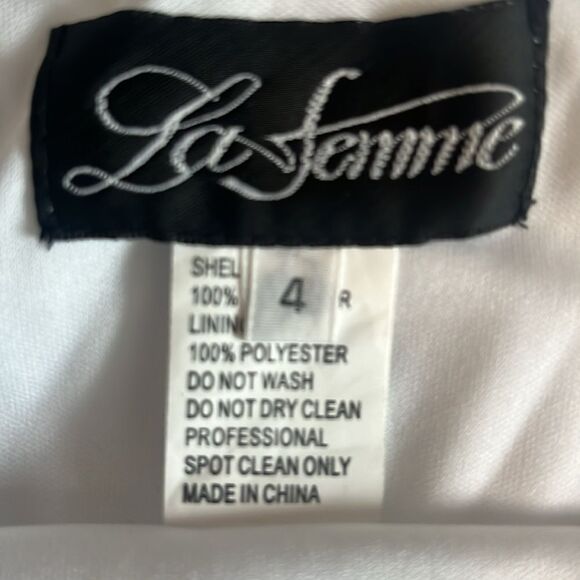 La Femme
SHEL
100% R
4
LININ
100% POLYESTER
DO NOT WASH
DO NOT DRY CLEAN
PROFESSIONAL
SPOT CLEAN ONLY
MADE IN CHINA